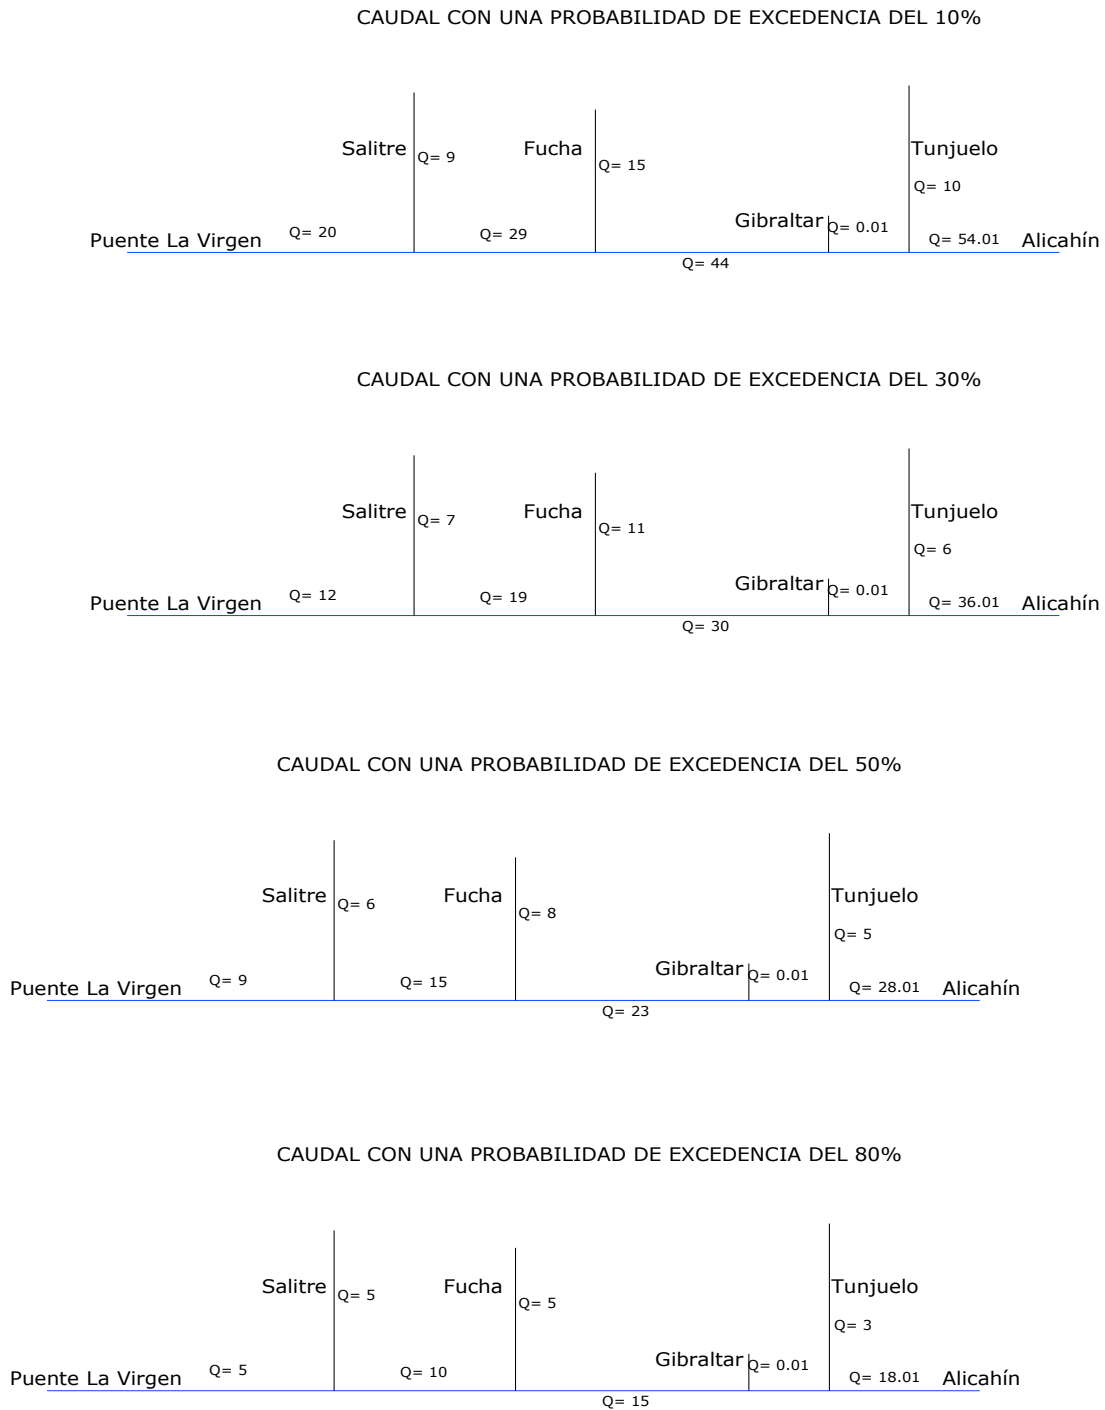 CAUDAL CON UNA PROBABILIDAD DE EXCEDENCIA DEL 10%
Salitre
Q= 9
Fucha
Q= 15
Tunjuelo
Q= 10
Gibraltar
Q= 0.01
Puente La Virgen
Q= 20
Q= 29
Q= 44
Q= 54.01
Alicahín
CAUDAL CON UNA PROBABILIDAD DE EXCEDENCIA DEL 30%
Salitre
Q= 7
Fucha
Q= 11
Tunjuelo
Q= 6
Gibraltar
Q= 0.01
Puente La Virgen
Q= 12
Q= 19
Q= 30
Q= 36.01
Alicahín
CAUDAL CON UNA PROBABILIDAD DE EXCEDENCIA DEL 50%
Salitre
Q= 6
Fucha
Q= 8
Tunjuelo
Q= 5
Gibraltar
Q= 0.01
Puente La Virgen
Q= 9
Q= 15
Q= 23
Q= 28.01
Alicahín
CAUDAL CON UNA PROBABILIDAD DE EXCEDENCIA DEL 80%
Salitre
Q= 5
Fucha
Q= 5
Tunjuelo
Q= 3
Gibraltar
Q= 0.01
Puente La Virgen
Q= 5
Q= 10
Q= 15
Q= 18.01
Alicahín